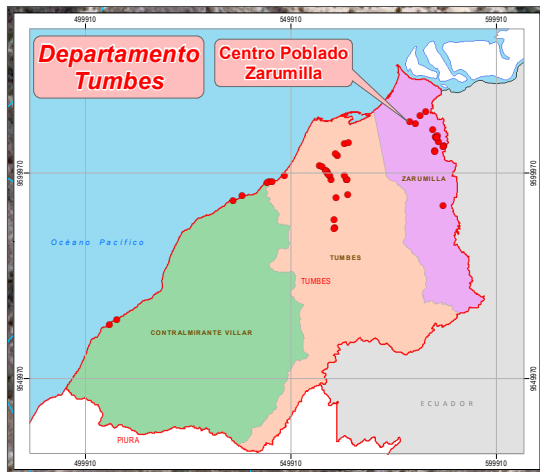 499910 549910 599910
Departamento
Tumbes
Centro Poblado
Zarumilla
9599970
9599970
ZARUMILLA
Océano Pacífico
TUMBES
TUMBES
CONTRALMIRANTE VILLAR
9549970
9549970
ECUADOR
PIURA
499910 549910 599910